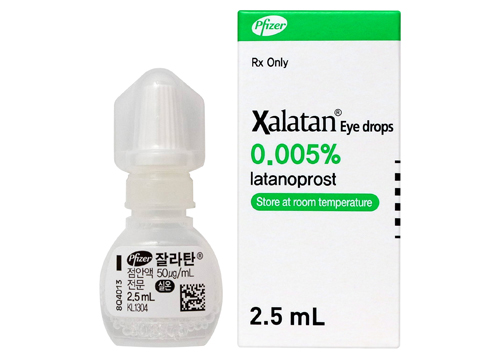 Pfizer
Rx Only
Xalatan® Eye drops
0.005%
latanoprost
Store at room temperature
2.5 mL
Pfizer 잘라탄®
점안액 50μg/mL
전문 실온
2.5 mL
KL1304
8Q4013